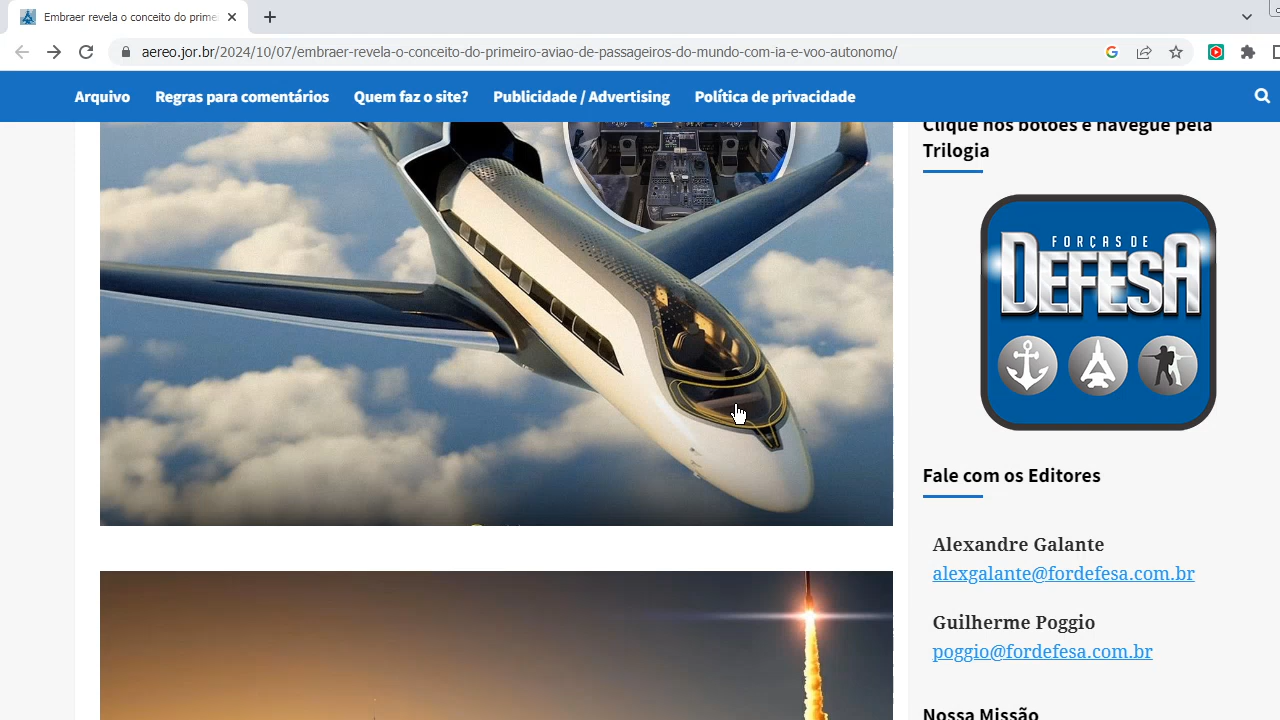 Embraer revela o conceito do prime
aereo.jor.br/2024/10/07/embraer-revela-o-conceito-do-primeiro-aviao-de-passageiros-do-mundo-com-ia-e-voo-autonomo/
Arquivo Regras para comentários Quem faz o site? Publicidade / Advertising Política de privacidade
Clique nos botões e navegue pela
Trilogia
FORÇAS DE
DEFESA
Fale com os Editores
Alexandre Galante
alexgalante@fordefesa.com.br
Guilherme Poggio
poggio@fordefesa.com.br
Nossa Missão